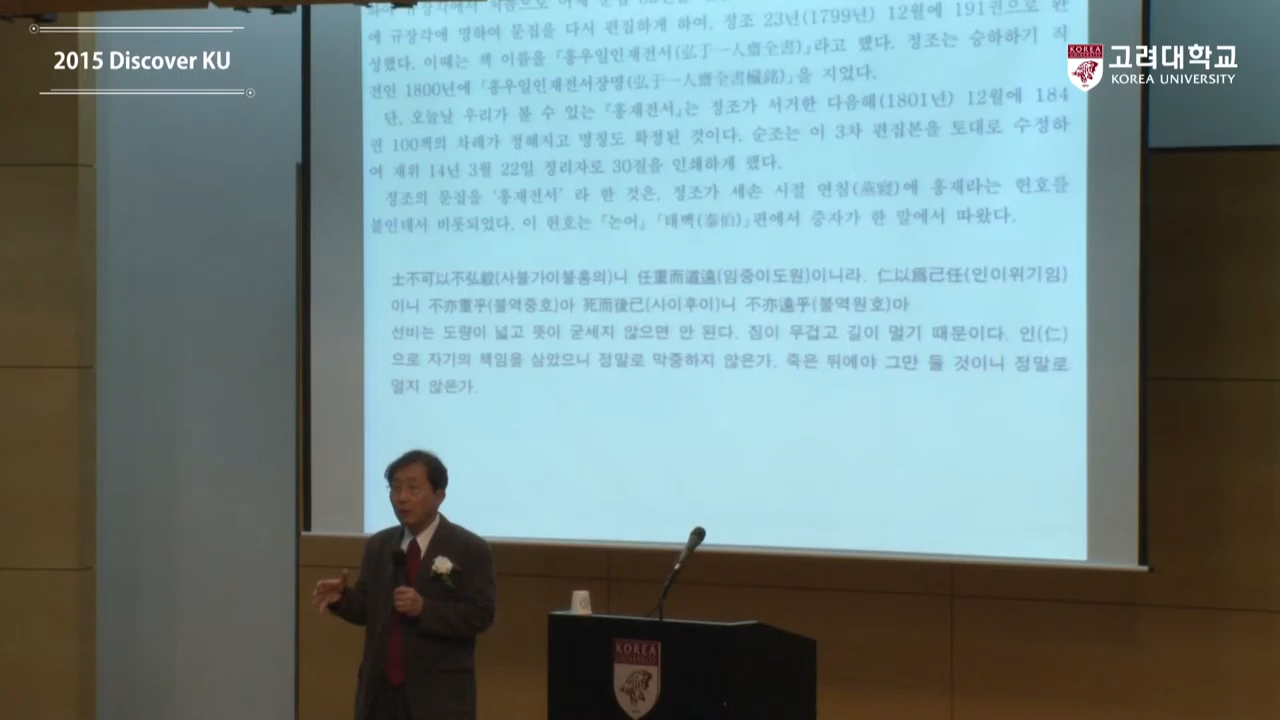 2015 Discover KU
고려대학교
KOREA UNIVERSITY
에 규장각에 명하여 문집을 다시 편집하게 하여, 정조 23년(1799년) 12월에 191권으로 완
성했다. 이때는 책 이름을 『홍우일인재전서(弘于一人齋全書)』라고 했다. 정조는 승하하기 직
전인 1800년에 「홍우일인재전서장명(弘于一人齋全書欌銘)」을 지었다.
단, 오늘날 우리가 볼 수 있는 『홍재전서』는 정조가 서거한 다음해(1801년) 12월에 184
권 100책의 차례가 정해지고 명칭도 확정된 것이다. 순조는 이 3차 편집본을 토대로 수정하
여 재위 14년 3월 22일 정리자로 30질을 인쇄하게 했다.
정조의 문집을 '홍재전서' 라 한 것은, 정조가 세손 시절 연침(燕寢)에 홍재라는 헌호를
붙인데서 비롯되었다. 이 헌호는 『논어』 「태백(泰伯)」편에서 증자가 한 말에서 따왔다.
士不可以不弘毅(사불가이불홍의)니 任重而道遠(임중이도원)이니라. 仁以爲己任(인이위기임)
이니 不亦重乎(불역중호)아 死而後已(사이후이)니 不亦遠乎(불역원호)아
선비는 도량이 넓고 뜻이 굳세지 않으면 안 된다. 짐이 무겁고 길이 멀기 때문이다. 인(仁)
으로 자기의 책임을 삼았으니 정말로 막중하지 않은가. 죽은 뒤에야 그만 둘 것이니 정말로
멀지 않은가.
KOREA